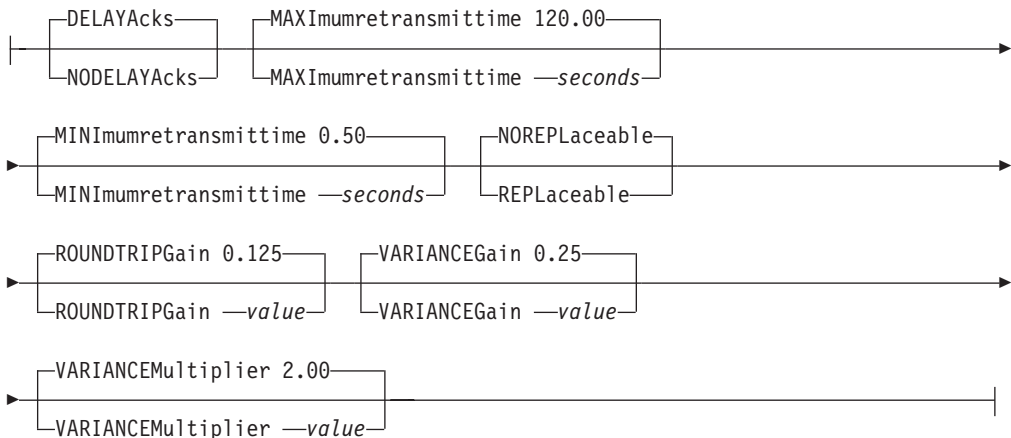 DELAYAcks MAXImumretransmittime 120.00
NODELAYAcks MAXImumretransmittime seconds
MINImumretransmittime 0.50 NOREPLaceable
MINImumretransmittime seconds REPLaceable
ROUNDTRIPGain 0.125 VARIANCEGain 0.25
ROUNDTRIPGain value VARIANCEGain value
VARIANCEMultiplier 2.00
VARIANCEMultiplier value